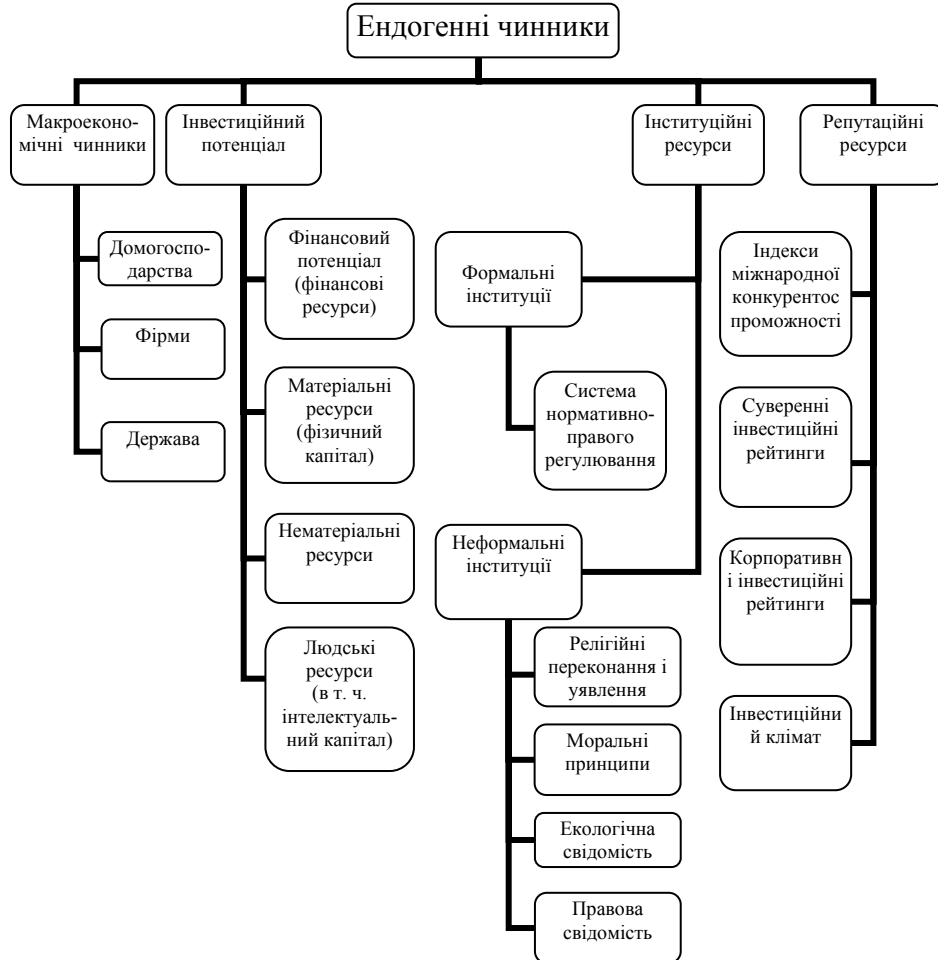 Ендогенні чинники
Макроеконо-
мічні чинники
Інвестиційний
потенціал
Інституційні
ресурси
Репутаційні
ресурси
Домогоспо-
дарства
Фірми
Держава
Фінансовий
потенціал
(фінансові
ресурси)
Матеріальні
ресурси
(фізичний
капітал)
Нематеріальні
ресурси
Людські
ресурси
(в т. ч.
інтелектуаль-
ний капітал)
Формальні
інституції
Система
нормативно-
правого
регулювання
Неформальні
інституції
Релігійні
переконання і
уявлення
Моральні
принципи
Екологічна
свідомість
Правова
свідомість
Індекси
міжнародної
конкурентос
проможності
Суверенні
інвестиційні
рейтинги
Корпоративн
і інвестиційні
рейтинги
Інвестиційни
й клімат